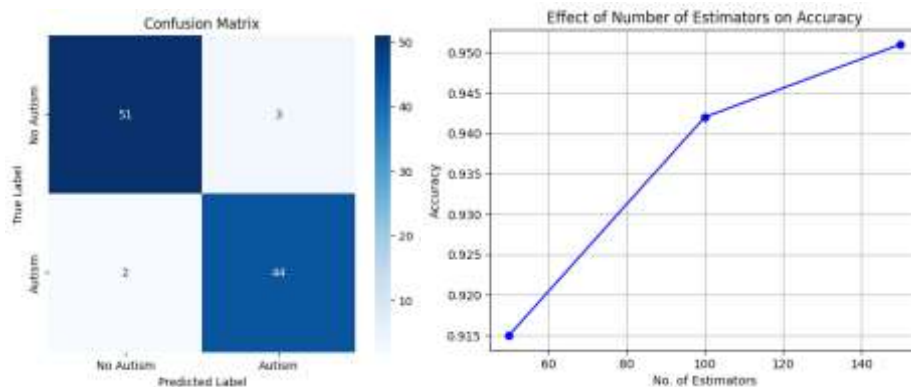 Confusion Matrix
No Autism
Autism
True Label
51
3
2
44
No Autism
Autism
Predicted Label
50
40
30
20
10
Effect of Number of Estimators on Accuracy
Accuracy
0.950
0.945
0.940
0.935
0.930
0.925
0.920
0.915
60
80
100
120
140
No. of Estimators